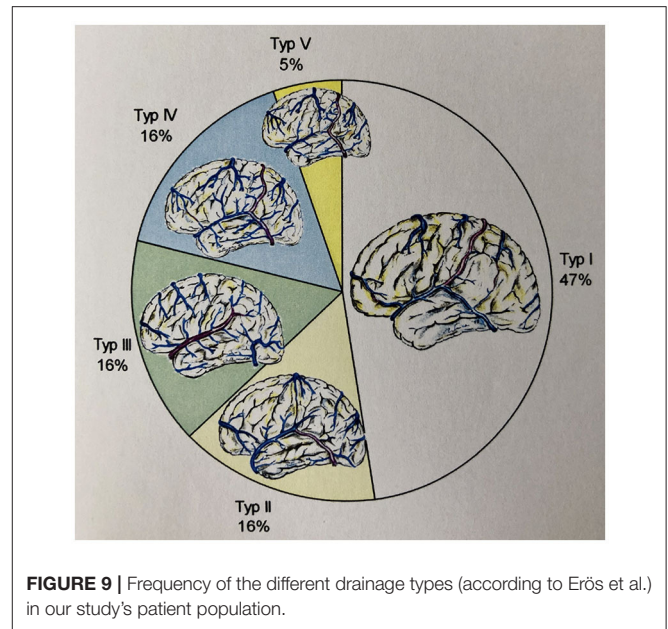 Typ V
5%
Typ IV
16%
Typ I
47%
Typ III
16%
Typ II
16%
FIGURE 9 | Frequency of the different drainage types (according to Erös et al.)
in our study's patient population.